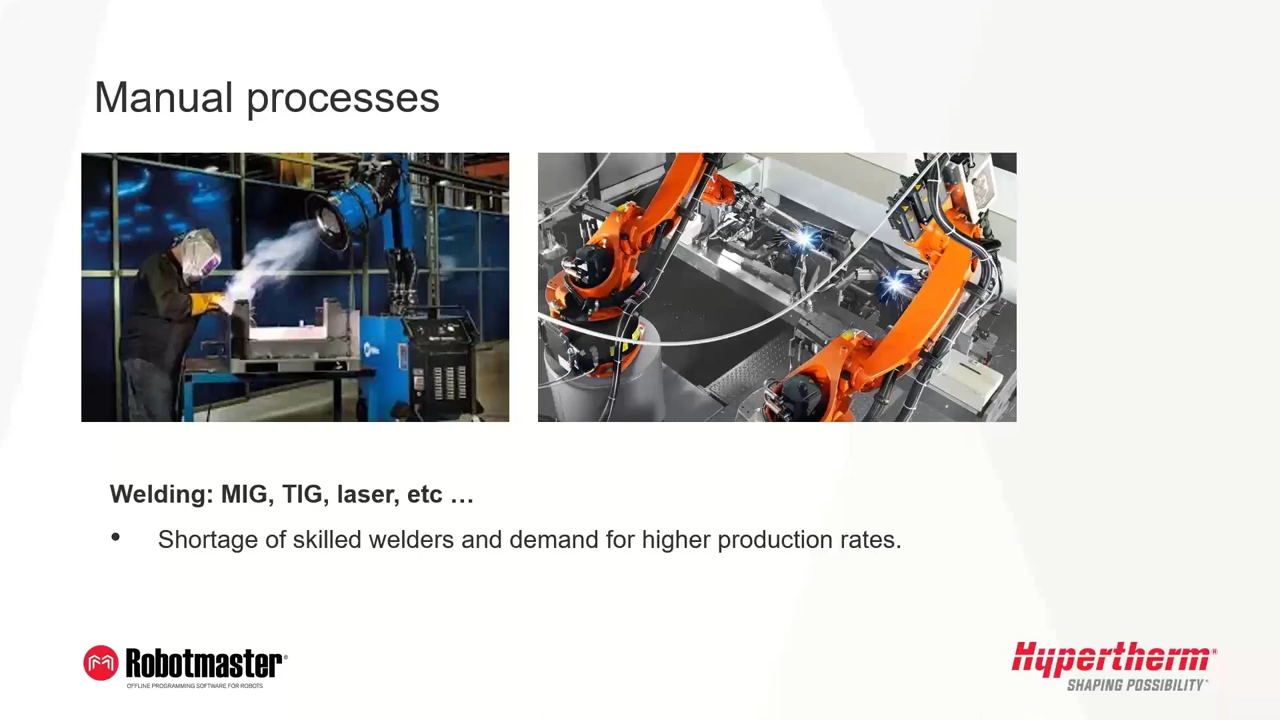 Manual processes
Welding: MIG, TIG, laser, etc …
• Shortage of skilled welders and demand for higher production rates.
Robotmaster®
OFFLINE PROGRAMMING SOFTWARE FOR ROBOTS
Hypertherm®
SHAPING POSSIBILITY®